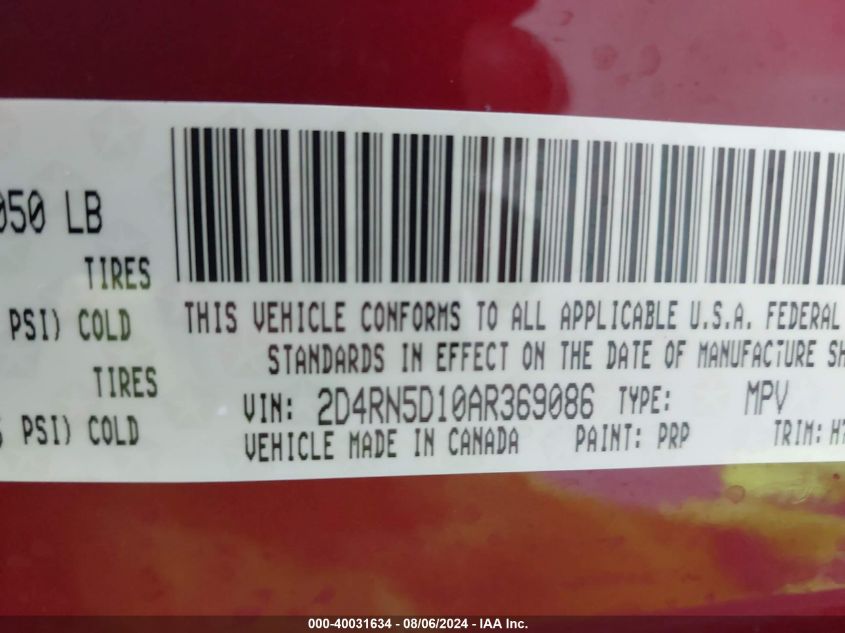 050 LB
TIRES
PSI) COLD
TIRES
PSI) COLD
THIS VEHICLE CONFORMS TO ALL APPLICABLE U.S.A. FEDERAL
STANDARDS IN EFFECT ON THE DATE OF MANUFACTURE SH
VIN: 2D4RN5D10AR369086 TYPE: MPV
VEHICLE MADE IN CANADA PAINT: PRP TRIM: H7
000-40031634 - 08/06/2024 - IAA Inc.